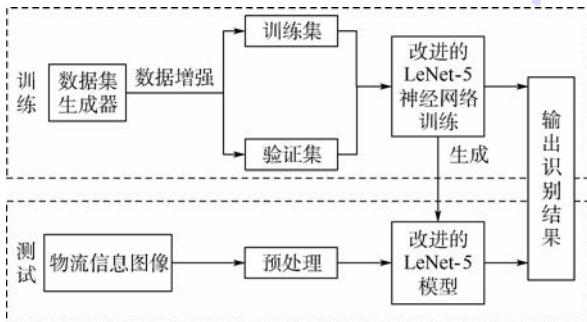 训练
数据集
生成器
数据增强
训练集
验证集
改进的
LeNet-5
神经网络
训练
生成
输出识别结果
测试
物流信息图像
预处理
改进的
LeNet-5
模型